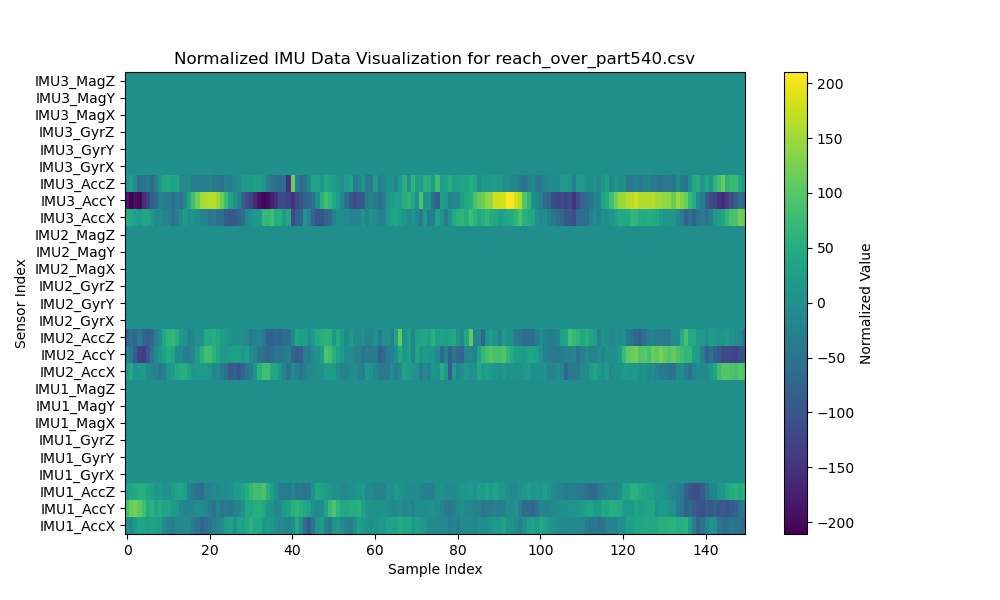 Normalized IMU Data Visualization for reach_over_part540.csv
IMU3_MagZ
IMU3_MagY
IMU3_MagX
IMU3_GyrZ
IMU3_GyrY
IMU3_GyrX
IMU3_AccZ
IMU3_AccY
IMU3_AccX
IMU2_MagZ
IMU2_MagY
IMU2_MagX
IMU2_GyrZ
IMU2_GyrY
IMU2_GyrX
IMU2_AccZ
IMU2_AccY
IMU2_AccX
IMU1_MagZ
IMU1_MagY
IMU1_MagX
IMU1_GyrZ
IMU1_GyrY
IMU1_GyrX
IMU1_AccZ
IMU1_AccY
IMU1_AccX
Sensor Index
0 20 40 60 80 100 120 140
Sample Index
200
150
100
50
0
−50
−100
−150
−200
Normalized Value